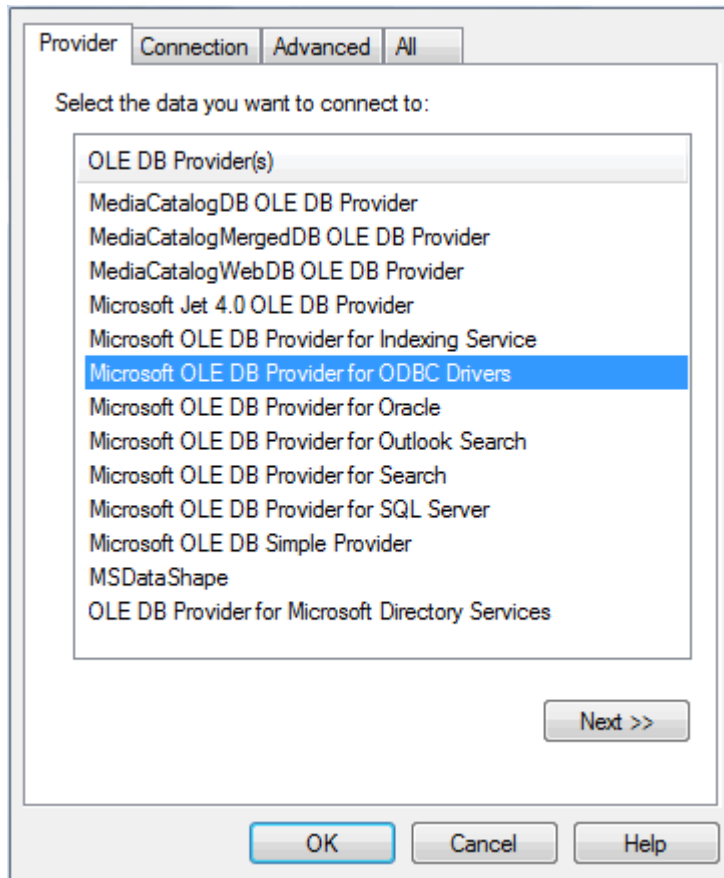 Provider Connection Advanced All
Select the data you want to connect to:
OLE DB Provider(s)
MediaCatalogDB OLE DB Provider
MediaCatalogMergedDB OLE DB Provider
MediaCatalogWebDB OLE DB Provider
Microsoft Jet 4.0 OLE DB Provider
Microsoft OLE DB Provider for Indexing Service
Microsoft OLE DB Provider for ODBC Drivers
Microsoft OLE DB Provider for Oracle
Microsoft OLE DB Provider for Outlook Search
Microsoft OLE DB Provider for Search
Microsoft OLE DB Provider for SQL Server
Microsoft OLE DB Simple Provider
MSDataShape
OLE DB Provider for Microsoft Directory Services
Next >>
OK Cancel Help